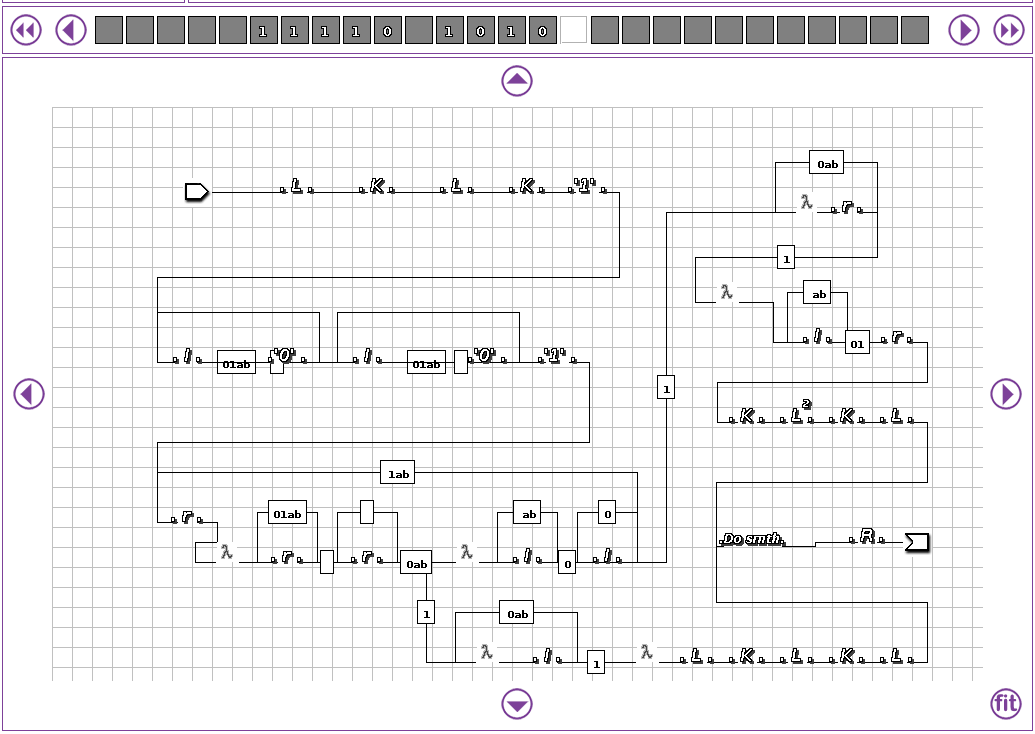 1 1 1 1 0 1 0 1 0
0ab
.L. .K. .L. .K. .'1'.
λ .r.
1
λ ab
.l. 01ab .'0'. .l. 01ab .'0'. .'1'.
.l. 01 .r.
1
.K. .L.² .K. .L.
1ab
01ab ab 0
.r.
λ .r. .r. 0ab λ .l. 0 .l.
.Do smth. .R.
1 0ab
λ .l. 1 λ .L. .K. .L. .K. .L.
fit